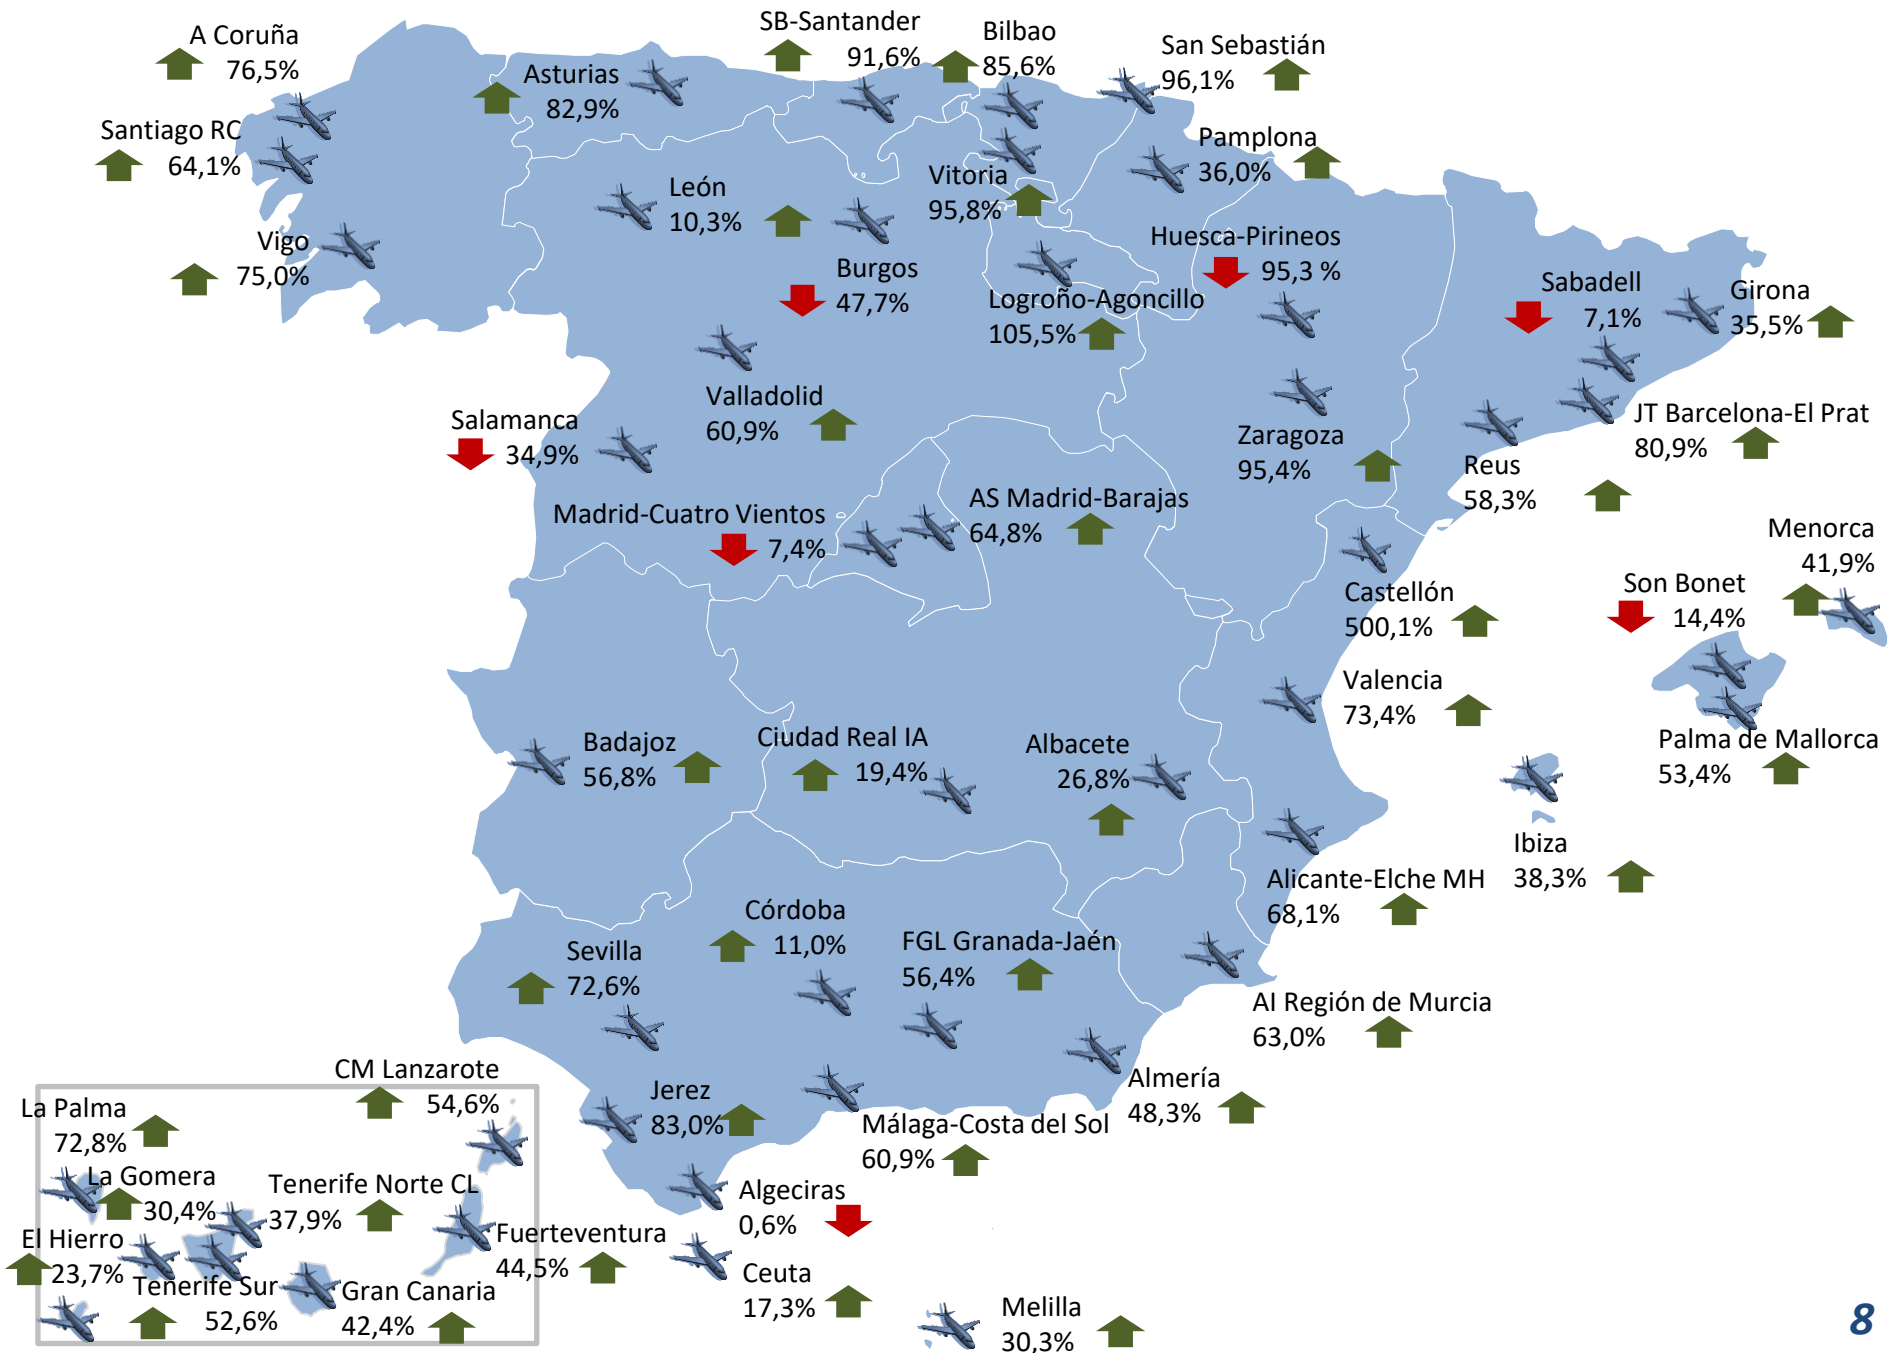 A Coruña
76,5%
SB-Santander
91,6%
Bilbao
85,6%
San Sebastián
96,1%
Asturias
82,9%
Santiago RC
64,1%
Pamplona
36,0%
León
10,3%
Vitoria
95,8%
Vigo
75,0%
Huesca-Pirineos
95,3 %
Burgos
47,7%
Logroño-Agoncillo
105,5%
Sabadell
7,1%
Girona
35,5%
Valladolid
60,9%
Salamanca
34,9%
Zaragoza
95,4%
JT Barcelona-El Prat
80,9%
Reus
58,3%
Madrid-Cuatro Vientos
7,4%
AS Madrid-Barajas
64,8%
Menorca
41,9%
Son Bonet
14,4%
Castellón
500,1%
Valencia
73,4%
Palma de Mallorca
53,4%
Badajoz
56,8%
Ciudad Real IA
19,4%
Albacete
26,8%
Ibiza
38,3%
Alicante-Elche MH
68,1%
Córdoba
11,0%
Sevilla
72,6%
FGL Granada-Jaén
56,4%
AI Región de Murcia
63,0%
CM Lanzarote
54,6%
Jerez
83,0%
Almería
48,3%
Málaga-Costa del Sol
60,9%
La Palma
72,8%
La Gomera
30,4%
Tenerife Norte CL
37,9%
Algeciras
0,6%
El Hierro
23,7%
Fuerteventura
44,5%
Tenerife Sur
52,6%
Gran Canaria
42,4%
Ceuta
17,3%
Melilla
30,3%
8